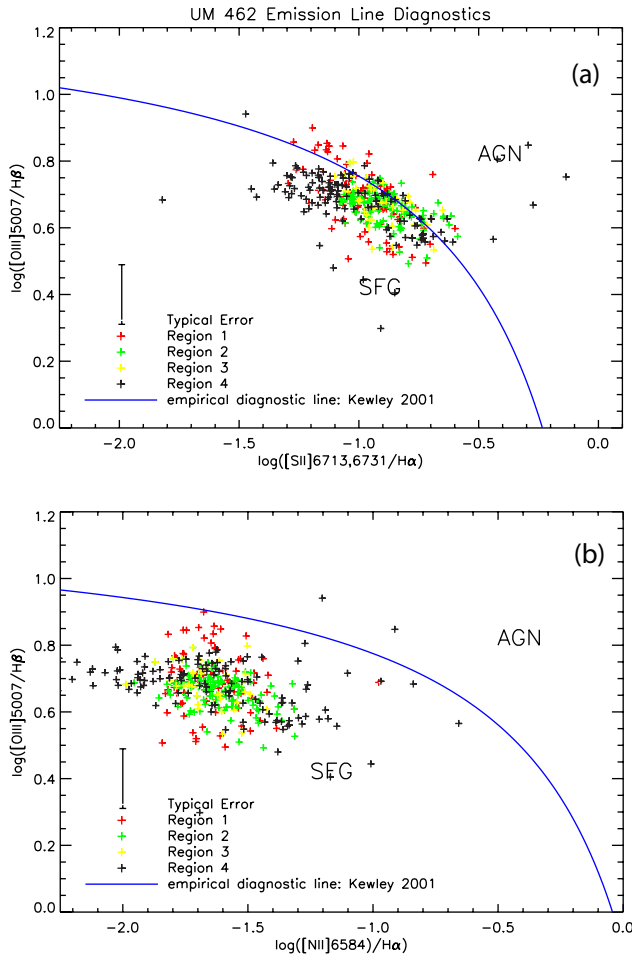 UM 462 Emission Line Diagnostics
1.2
(a)
1.0
AGN
0.8
log([OIII]5007/Hβ)
0.6
SFG
0.4
Typical Error
Region 1
0.2
Region 2
Region 3
Region 4
empirical diagnostic line: Kewley 2001
0.0
-2.0 -1.5 -1.0 -0.5 0.0
log([SII]6713,6731/Hα)
1.2
(b)
1.0
AGN
0.8
log([OIII]5007/Hβ)
0.6
SFG
0.4
Typical Error
Region 1
0.2
Region 2
Region 3
Region 4
empirical diagnostic line: Kewley 2001
0.0
-2.0 -1.5 -1.0 -0.5 0.0
log([NII]6584)/Hα)